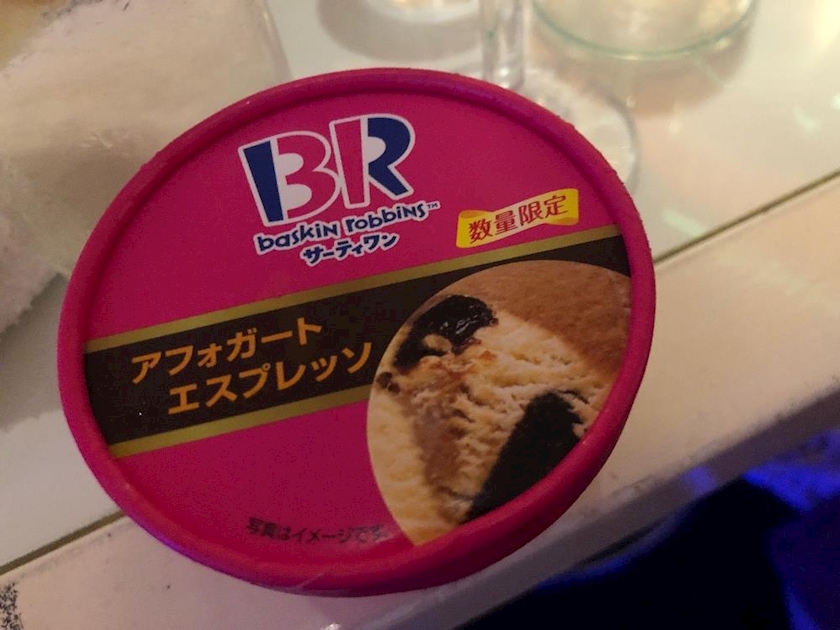 BR
baskin robbins™
サーティワン
数量限定
アフォガート
エスプレッソ
写真はイメージです。